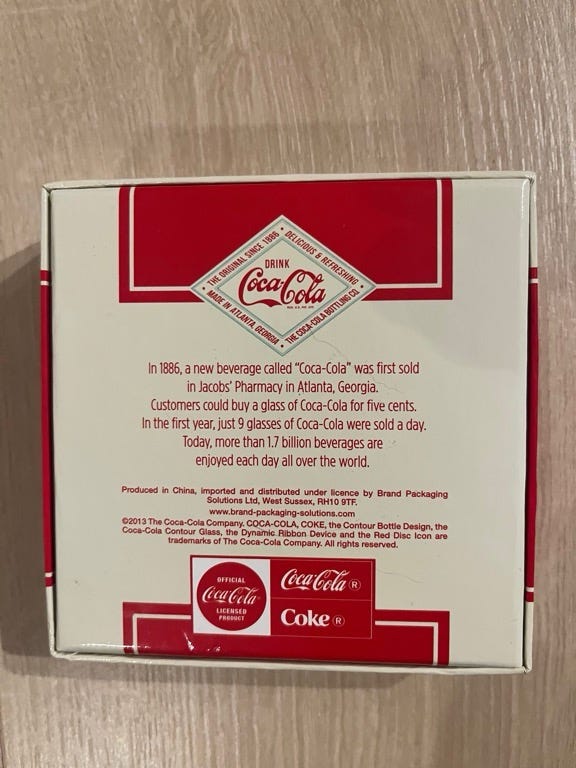 THE ORIGINAL SINCE 1886 • DELICIOUS & REFRESHING
DRINK
Coca-Cola
MADE IN ATLANTA, GEORGIA • THE COCA-COLA BOTTLING CO.
In 1886, a new beverage called “Coca-Cola” was first sold
in Jacobs’ Pharmacy in Atlanta, Georgia.
Customers could buy a glass of Coca-Cola for five cents.
In the first year, just 9 glasses of Coca-Cola were sold a day.
Today, more than 1.7 billion beverages are
enjoyed each day all over the world.
Produced in China, imported and distributed under licence by Brand Packaging
Solutions Ltd, West Sussex, RH10 9TF.
www.brand-packaging-solutions.com
©2013 The Coca-Cola Company. COCA-COLA, COKE, the Contour Bottle Design, the
Coca-Cola Contour Glass, the Dynamic Ribbon Device and the Red Disc Icon are
trademarks of The Coca-Cola Company. All rights reserved.
OFFICIAL
Coca-Cola
LICENSED
PRODUCT
Coca-Cola ®
Coke ®